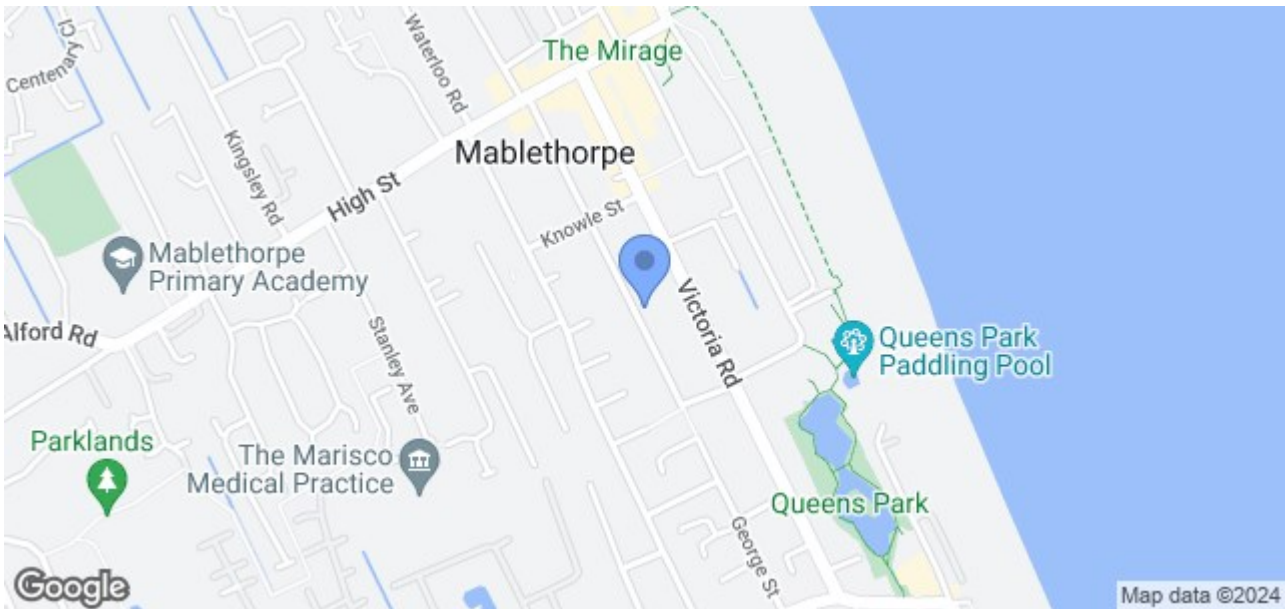 The Mirage
Centenary Cl
Waterloo Rd
Mablethorpe
Kingsley Rd
High St
Knowle St
Mablethorpe
Primary Academy
Victoria Rd
Alford Rd
Stanley Ave
Queens Park
Paddling Pool
Parklands
The Marisco
Medical Practice
Queens Park
George St
Google
Map data ©2024